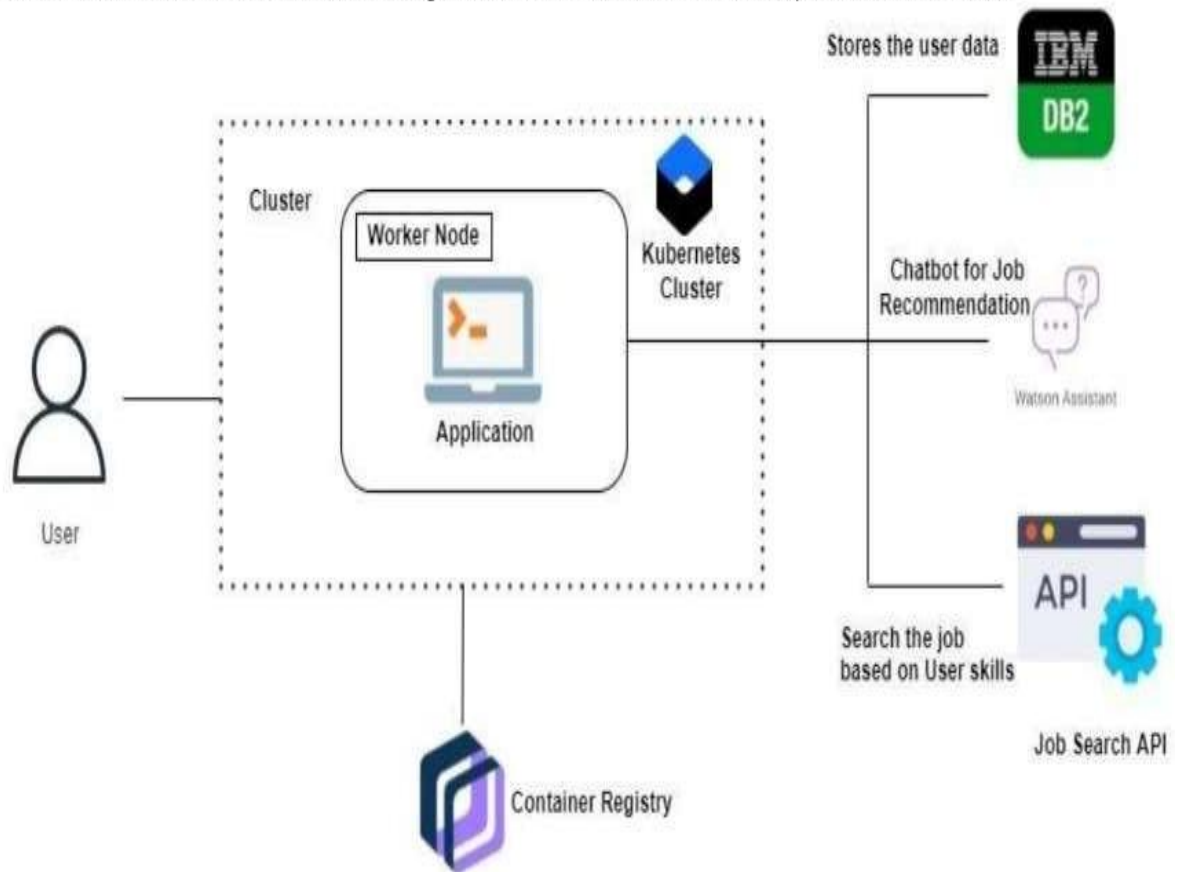 Stores the user data
IBM
DB2
Cluster
Worker Node
Kubernetes
Cluster
Chatbot for Job
Recommendation
?
Watson Assistant
Application
User
API
Search the job
based on User skills
Job Search API
Container Registry